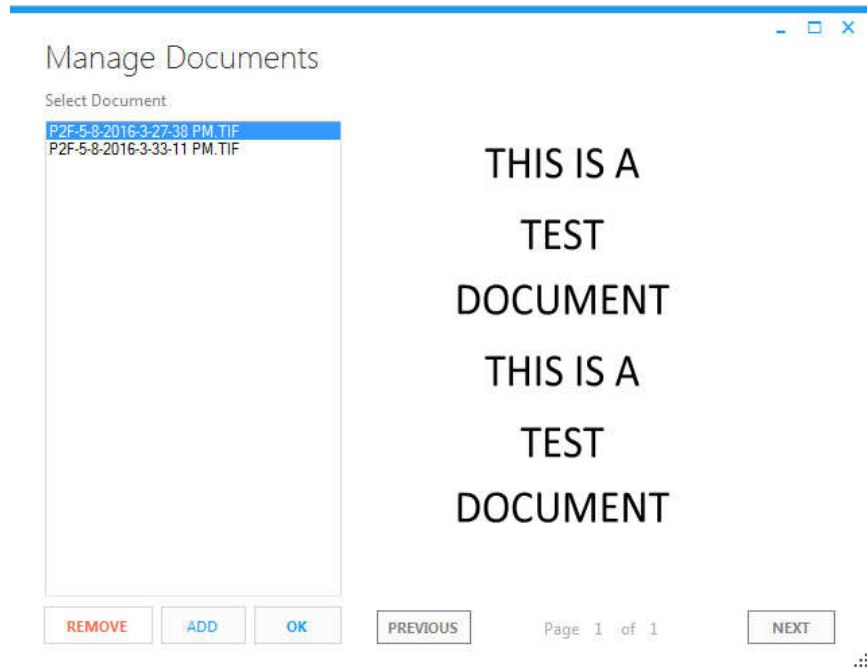 Manage Documents
Select Document
P2F-5-8-2016-3-27-38 PM.TIF
P2F-5-8-2016-3-33-11 PM.TIF
THIS IS A
TEST
DOCUMENT
THIS IS A
TEST
DOCUMENT
REMOVE ADD OK PREVIOUS Page 1 of 1 NEXT